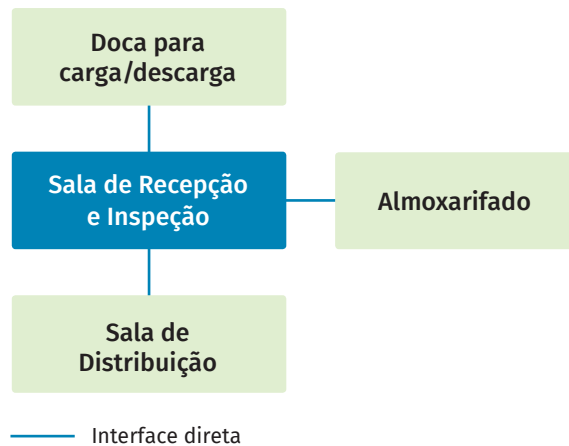 Doca para
carga/descarga
Sala de Recepção
e Inspeção
Almoxarifado
Sala de
Distribuição
Interface direta